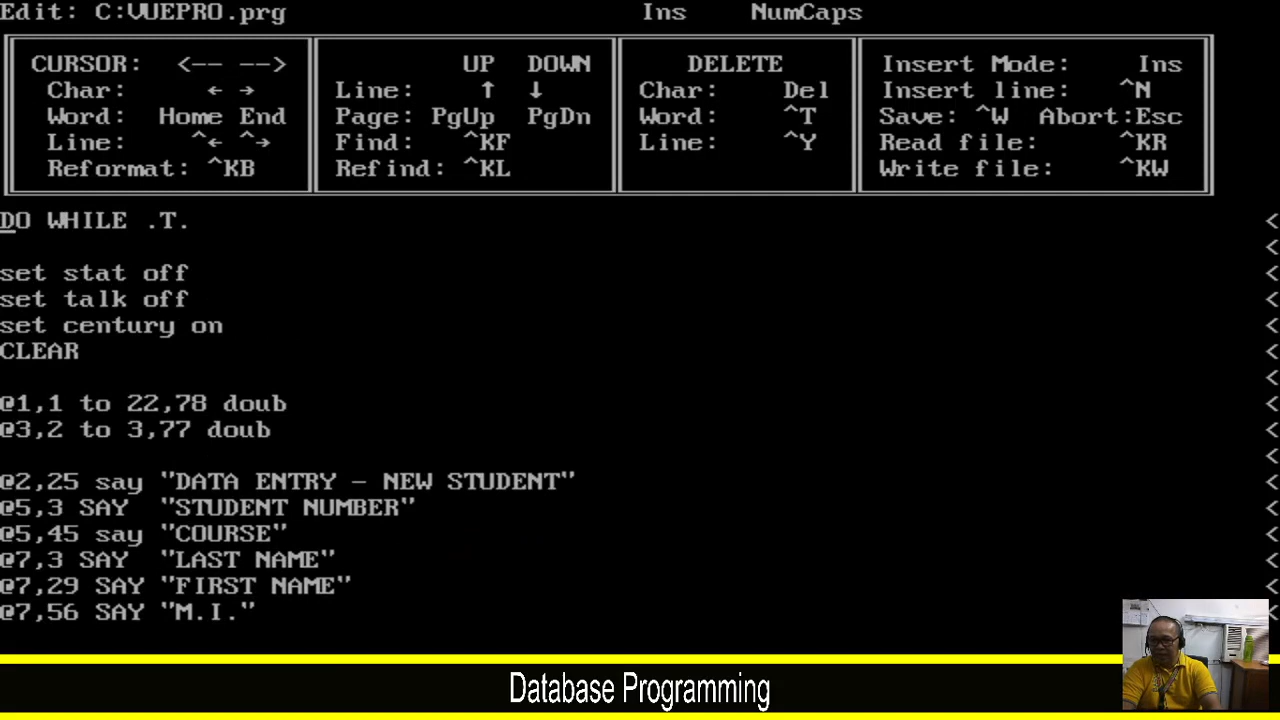 Edit: C:VUEPRO.prg Ins NumCaps
CURSOR: <-- --> UP DOWN DELETE Insert Mode: Ins
Char: ← → Line: ↑ ↓ Char: Del Insert line: ^N
Word: Home End Page: PgUp PgDn Word: ^T Save: ^W Abort:Esc
Line: ^← ^→ Find: ^KF Line: ^Y Read file: ^KR
Reformat: ^KB Refind: ^KL Write file: ^KW
DO WHILE .T. <
<
set stat off <
set talk off <
set century on <
CLEAR <
<
@1,1 to 22,78 doub <
@3,2 to 3,77 doub <
<
@2,25 say "DATA ENTRY - NEW STUDENT" <
@5,3 SAY "STUDENT NUMBER" <
@5,45 say "COURSE" <
@7,3 SAY "LAST NAME" <
@7,29 SAY "FIRST NAME" <
@7,56 SAY "M.I." <
Database Programming